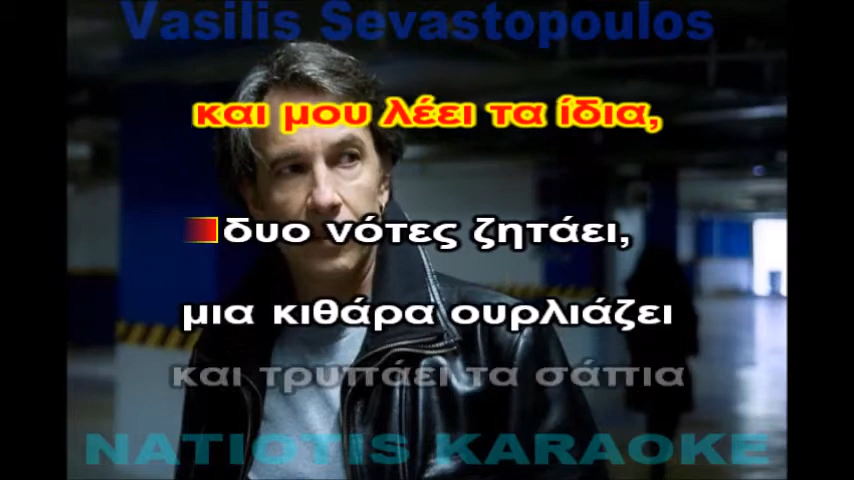 Vasilis Sevastopoulos
και μου λέει τα ίδια,
δυο νότες ζητάει,
μια κιθάρα ουρλιάζει
και τρυπάει τα σάπια
NATIOTIS KARAOKE